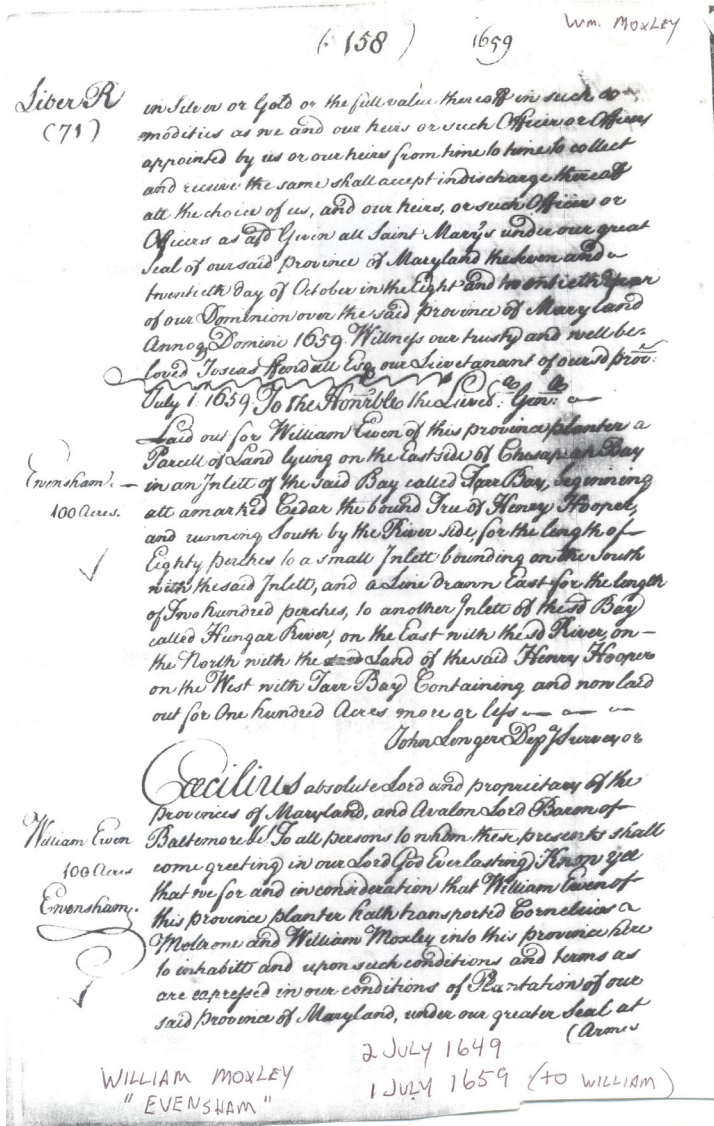 Wm. MOXLEY
(158) 1659
Liber R
(71)
in Silver or Gold or the full value thereoff in such Co-
modities as we and our heirs or such Officer or Officers
appointed by us or our heirs from time to time to collect
and receive the same shall accept in discharge thereoff
att the choice of us, and our heirs, or such Officer or
Officers as afd Given att Saint Marys under our great
Seal of our said province of Maryland the seven and
twentieth day of October in the Eight and twentieth Year
of our Dominion over the said province of Maryland
Annoq Domini 1659. Witness our trusty and well be-
loved Josias Fendall Esq. our Lievetanant of our sd prov:
July 1: 1659. To the Honrble the Lieved: Gen:
Laid out for William Ewen of this province planter a
Parcell of Land lyeing on the East side of Chesapeak Bay
Ewensham.
100 Acres.
in an Inlett of the said Bay called Tarr Bay, beginning
att a marked Cedar the bound Tree of Henry Hooper,
and running South by the River side, for the length of
Eighty perches to a small Inlett bounding on the South
with the said Inlett, and a Line drawn East for the length
of Two hundred perches, to another Inlett of the sd Bay
called Hungar River, on the East with the sd River, on
the North with the Land of the said Henry Hooper
on the West with Tarr Bay Containing and now laid
out for One hundred Acres more or less
John Lenger Depy Surveyor
Cæcilius absolute Lord and proprietary of the
provinces of Maryland, and Avalon Lord Baron of
William Ewen
100 Acres
Ewensham.
Baltemore &c. To all persons to whom these presents shall
come greeting in our Lord God Everlasting Know yee
that we for and in consideration that William Ewen of
this province planter hath transported Cornelius
and William Moxley into this province here
to inhabitt and upon such conditions and terms as
are expressed in our conditions of Plantation of our
said province of Maryland, under our greater Seal at
(Armes
WILLIAM MOXLEY
"EVENSHAM"
2 JULY 1649
1 JULY 1659 (TO WILLIAM)